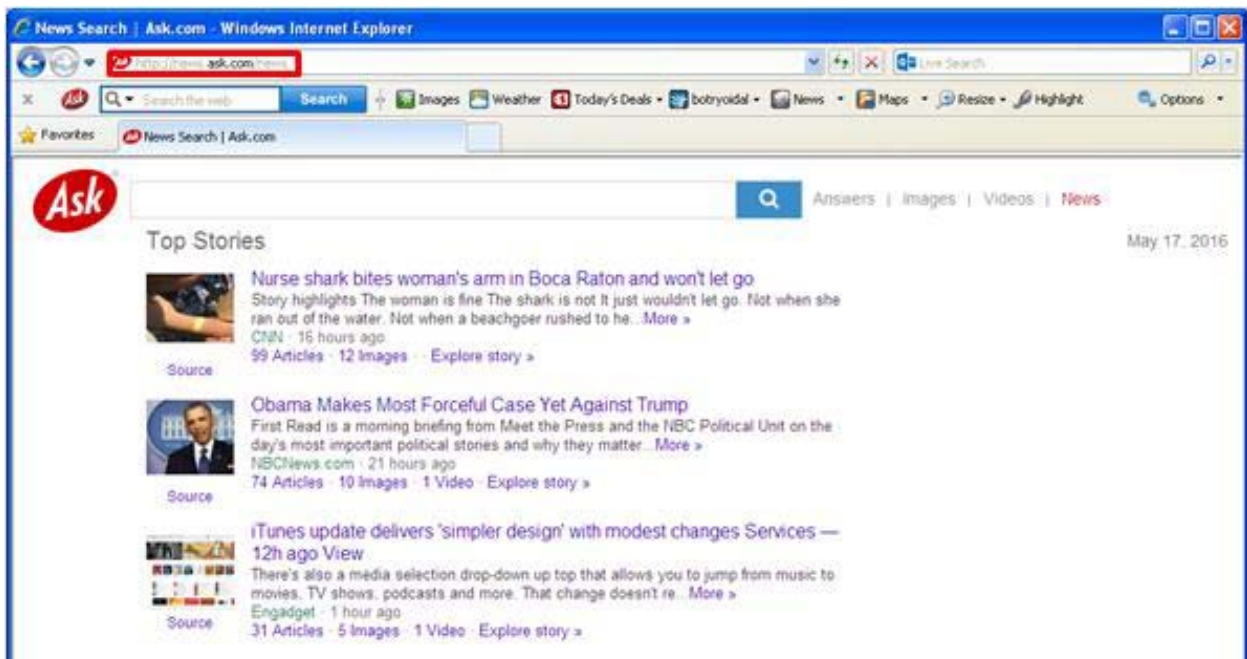 News Search | Ask.com - Windows Internet Explorer
http://news.ask.com/news
Live Search
Search the web Search Images Weather Today's Deals botryoidal News Maps Resize Highlight Options
Favorites News Search | Ask.com
Ask Answers | Images | Videos | News
Top Stories May 17, 2016
Nurse shark bites woman's arm in Boca Raton and won't let go
Story highlights The woman is fine The shark is not It just wouldn't let go. Not when she
ran out of the water. Not when a beachgoer rushed to he...More »
CNN · 16 hours ago
99 Articles · 12 Images · · Explore story »
Source
Obama Makes Most Forceful Case Yet Against Trump
First Read is a morning briefing from Meet the Press and the NBC Political Unit on the
day's most important political stories and why they matter...More »
NBCNews.com · 21 hours ago
74 Articles · 10 Images · 1 Video · Explore story »
Source
iTunes update delivers 'simpler design' with modest changes Services —
12h ago View
There's also a media selection drop-down up top that allows you to jump from music to
movies, TV shows, podcasts and more. That change doesn't re...More »
Engadget · 1 hour ago
31 Articles · 5 Images · 1 Video · Explore story »
Source